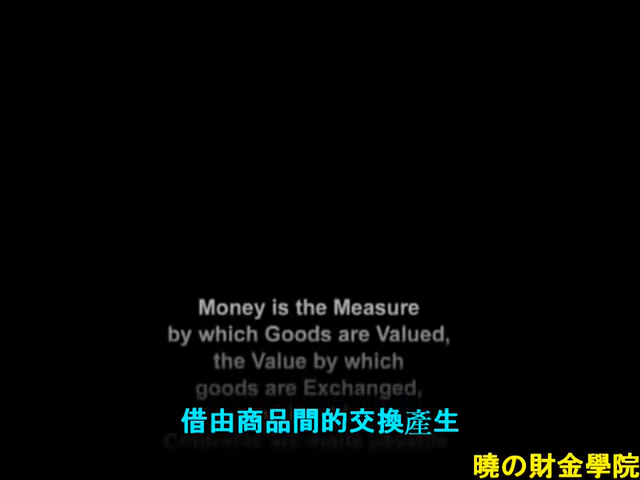 Money is the Measure
by which Goods are Valued,
the Value by which
goods are Exchanged,
借由商品間的交換產生
曉の財金學院